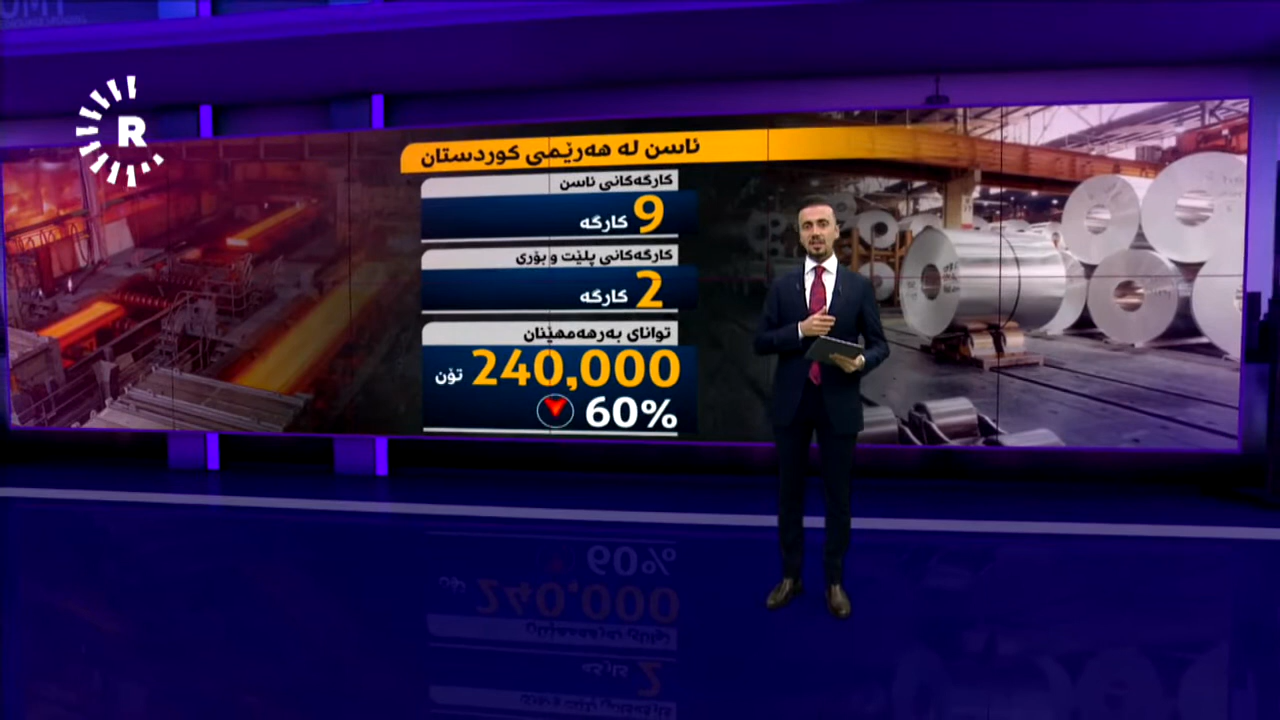 R
ئاسن لە هەرێمی کوردستان
کارگەکانی ئاسن
9 کارگە
کارگەکانی پلێت و بۆری
2 کارگە
توانای بەرهەمهێنان
240,000 تۆن
60%